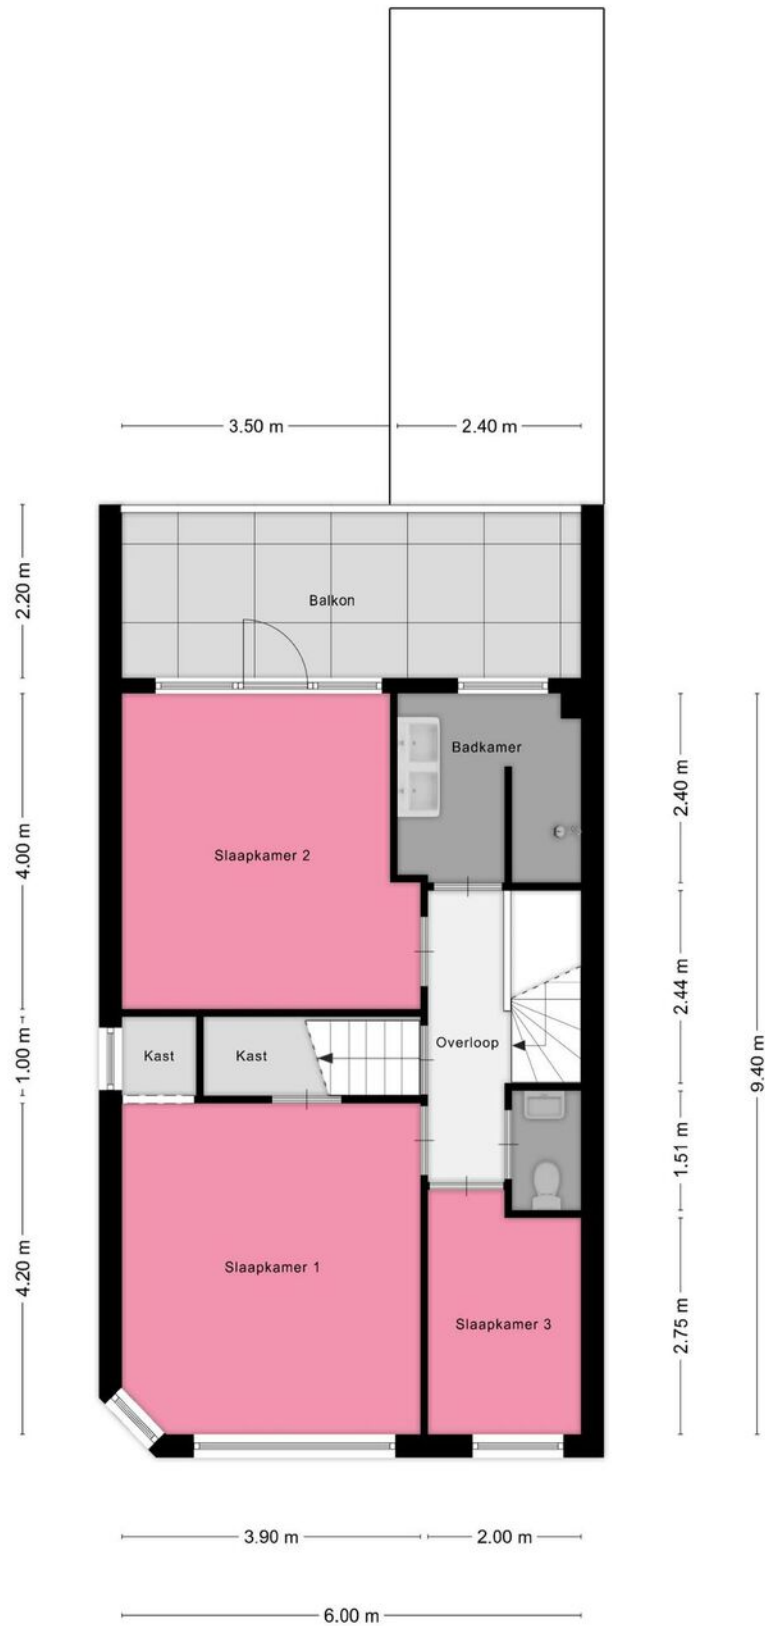 3.50 m
2.40 m
2.20 m
Balkon
Badkamer
2.40 m
4.00 m
Slaapkamer 2
2.44 m
1.00 m
Kast
Kast
Overloop
9.40 m
1.51 m
4.20 m
Slaapkamer 1
Slaapkamer 3
2.75 m
3.90 m
2.00 m
6.00 m